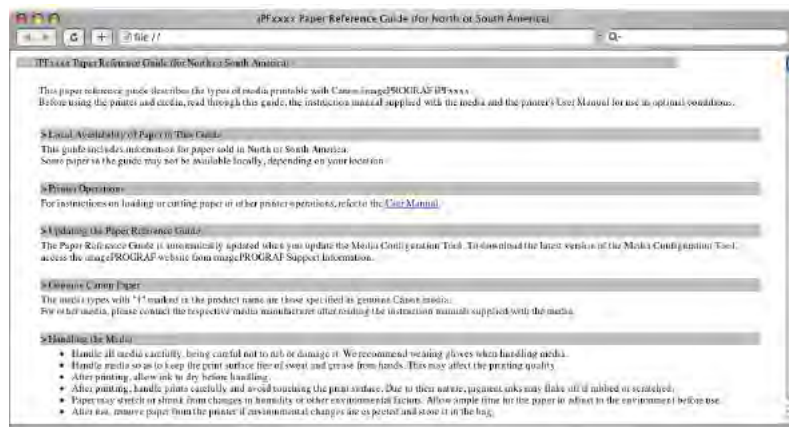 iPFxxxx Paper Reference Guide (for North or South America)
file //
Q-
iPFxxxx Paper Reference Guide (for North or South America)
This paper reference guide describes the types of media printable with Canon imagePROGRAF iPFxxxx.
Before using the printer and media, read through this guide, the instruction manual supplied with the media and the printer's User Manual for use in optimal conditions.
>Local Availability of Paper in This Guide
This guide includes information for paper sold in North or South America.
Some paper in the guide may not be available locally, depending on your location.
>Printer Operations
For instructions on loading or cutting paper or other printer operations, refer to the User Manual.
>Updating the Paper Reference Guide
The Paper Reference Guide is automatically updated when you update the Media Configuration Tool. To download the latest version of the Media Configuration Tool,
access the imagePROGRAF website from imagePROGRAF Support Information.
>Genuine Canon Paper
The media types with "†" marked in the product name are those specified as genuine Canon media.
For other media, please contact the respective media manufacturer after reading the instruction manuals supplied with the media.
>Handling the Media
• Handle all media carefully, being careful not to rub or damage it. We recommend wearing gloves when handling media.
• Handle media so as to keep the print surface free of sweat and grease from hands. This may affect the printing quality.
• After printing, allow ink to dry before handling.
• After printing, handle prints carefully and avoid touching the print surface. Due to their nature, pigment inks may flake off if rubbed or scratched.
• Paper may stretch or shrink from changes in humidity or other environmental factors. Allow ample time for the paper to adjust to the environment before use.
• After use, remove paper from the printer if environmental changes are expected and store it in the bag.